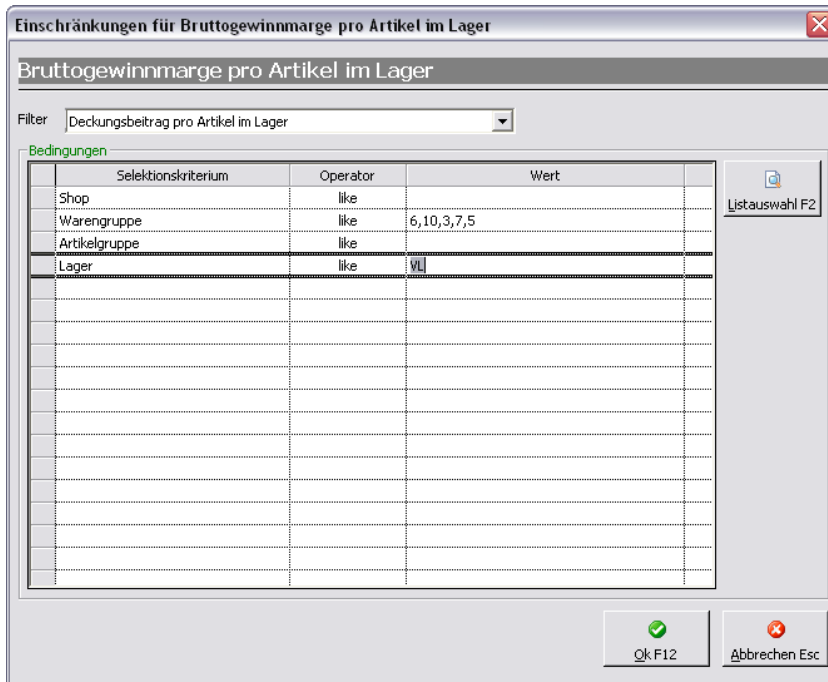 Einschränkungen für Bruttogewinnmarge pro Artikel im Lager
Bruttogewinnmarge pro Artikel im Lager
Filter Deckungsbeitrag pro Artikel im Lager
Bedingungen
Selektionskriterium Operator Wert
Listauswahl F2
Shop like
Warengruppe like 6,10,3,7,5
Artikelgruppe like
Lager like VL
Ok F12 Abbrechen Esc